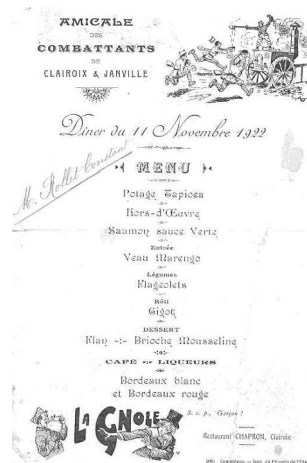 AMICALE
DES
COMBATTANTS
DE
CLAIROIX & JANVILLE
Dîner du 11 Novembre 1922
M. Rollet Constant
MENU
Potage Tapioca
Hors-d'Œuvre
Saumon sauce Verte
Entrée
Veau Marengo
Légumes
Flageolets
Rôti
Gigot
DESSERT
Flan -:- Brioche Mousseline
CAFÉ -:- LIQUEURS
Bordeaux blanc
et Bordeaux rouge
LA GNOLE
S. v. p., Garçon !
Restaurant CHAPRON, Clairoix